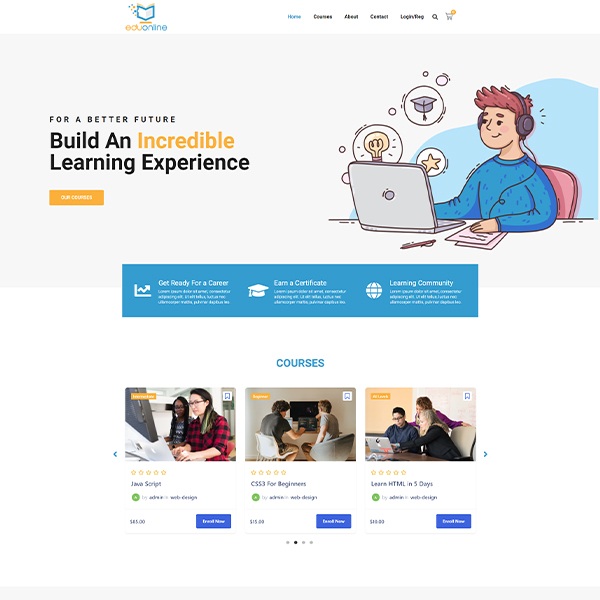 eduonline
Home Courses About Contact Login/Reg 0
FOR A BETTER FUTURE
Build An Incredible
Learning Experience
OUR COURSES
Get Ready For a Career
Lorem ipsum dolor sit amet, consectetur
adipiscing elit. Ut elit tellus, luctus nec
ullamcorper mattis, pulvinar dapibus leo.
Earn a Certificate
Lorem ipsum dolor sit amet, consectetur
adipiscing elit. Ut elit tellus, luctus nec
ullamcorper mattis, pulvinar dapibus leo.
Learning Community
Lorem ipsum dolor sit amet, consectetur
adipiscing elit. Ut elit tellus, luctus nec
ullamcorper mattis, pulvinar dapibus leo.
COURSES
Intermediate
Java Script
A by admin in web-design
$85.00 Enroll Now
Beginner
CSS3 For Beginners
A by admin in web-design
$15.00 Enroll Now
All Levels
Learn HTML in 5 Days
A by admin in web-design
$10.00 Enroll Now